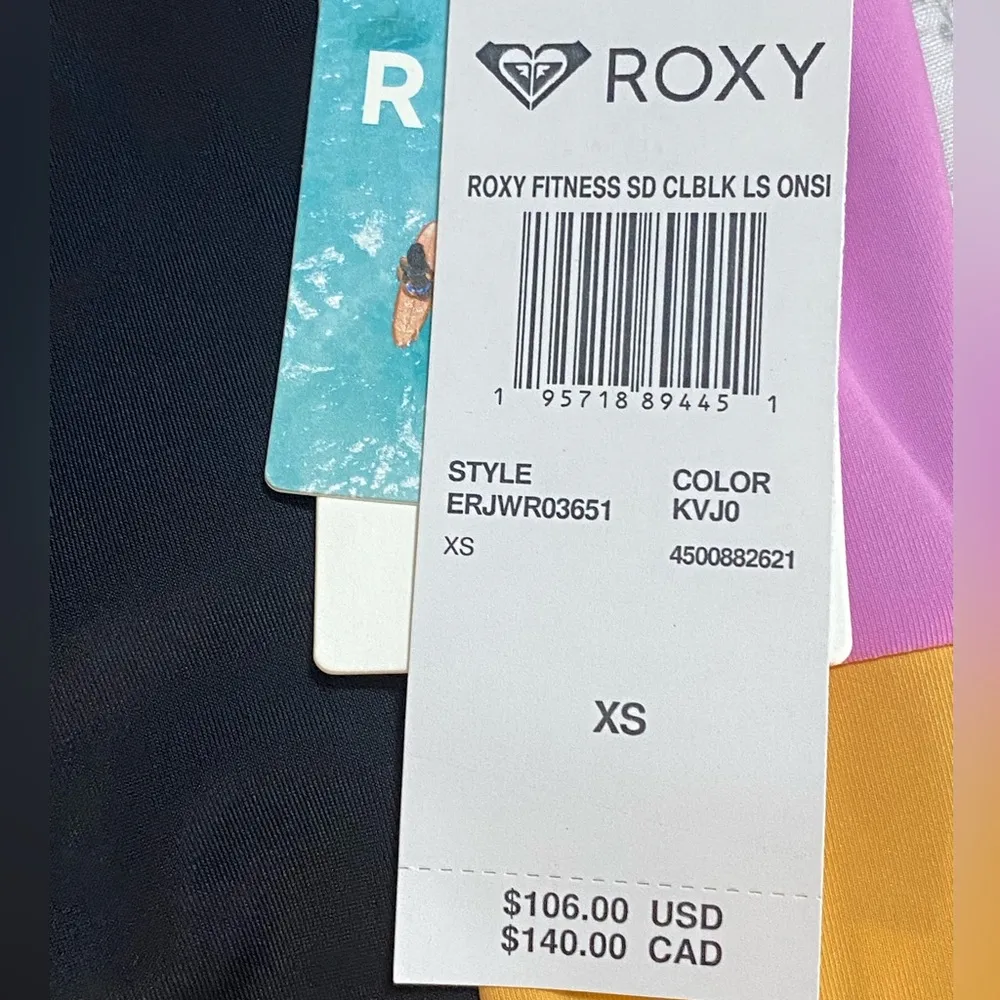 R
ROXY
ROXY FITNESS SD CLBLK LS ONSI
1 95718 89445 1
STYLE
ERJWR03651
XS
COLOR
KVJ0
4500882621
XS
$106.00 USD
$140.00 CAD